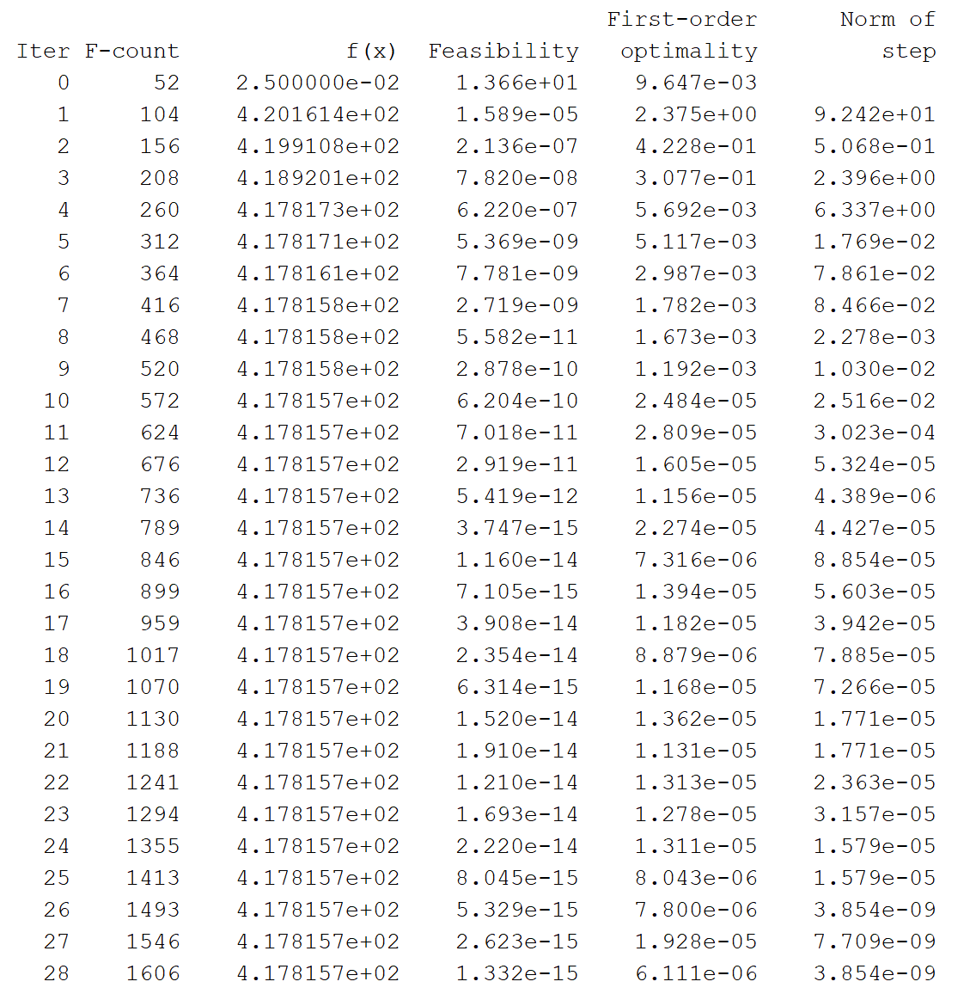 First-order Norm of
Iter F-count f(x) Feasibility optimality step
0 52 2.500000e-02 1.366e+01 9.647e-03
1 104 4.201614e+02 1.589e-05 2.375e+00 9.242e+01
2 156 4.199108e+02 2.136e-07 4.228e-01 5.068e-01
3 208 4.189201e+02 7.820e-08 3.077e-01 2.396e+00
4 260 4.178173e+02 6.220e-07 5.692e-03 6.337e+00
5 312 4.178171e+02 5.369e-09 5.117e-03 1.769e-02
6 364 4.178161e+02 7.781e-09 2.987e-03 7.861e-02
7 416 4.178158e+02 2.719e-09 1.782e-03 8.466e-02
8 468 4.178158e+02 5.582e-11 1.673e-03 2.278e-03
9 520 4.178158e+02 2.878e-10 1.192e-03 1.030e-02
10 572 4.178157e+02 6.204e-10 2.484e-05 2.516e-02
11 624 4.178157e+02 7.018e-11 2.809e-05 3.023e-04
12 676 4.178157e+02 2.919e-11 1.605e-05 5.324e-05
13 736 4.178157e+02 5.419e-12 1.156e-05 4.389e-06
14 789 4.178157e+02 3.747e-15 2.274e-05 4.427e-05
15 846 4.178157e+02 1.160e-14 7.316e-06 8.854e-05
16 899 4.178157e+02 7.105e-15 1.394e-05 5.603e-05
17 959 4.178157e+02 3.908e-14 1.182e-05 3.942e-05
18 1017 4.178157e+02 2.354e-14 8.879e-06 7.885e-05
19 1070 4.178157e+02 6.314e-15 1.168e-05 7.266e-05
20 1130 4.178157e+02 1.520e-14 1.362e-05 1.771e-05
21 1188 4.178157e+02 1.910e-14 1.131e-05 1.771e-05
22 1241 4.178157e+02 1.210e-14 1.313e-05 2.363e-05
23 1294 4.178157e+02 1.693e-14 1.278e-05 3.157e-05
24 1355 4.178157e+02 2.220e-14 1.311e-05 1.579e-05
25 1413 4.178157e+02 8.045e-15 8.043e-06 1.579e-05
26 1493 4.178157e+02 5.329e-15 7.800e-06 3.854e-09
27 1546 4.178157e+02 2.623e-15 1.928e-05 7.709e-09
28 1606 4.178157e+02 1.332e-15 6.111e-06 3.854e-09